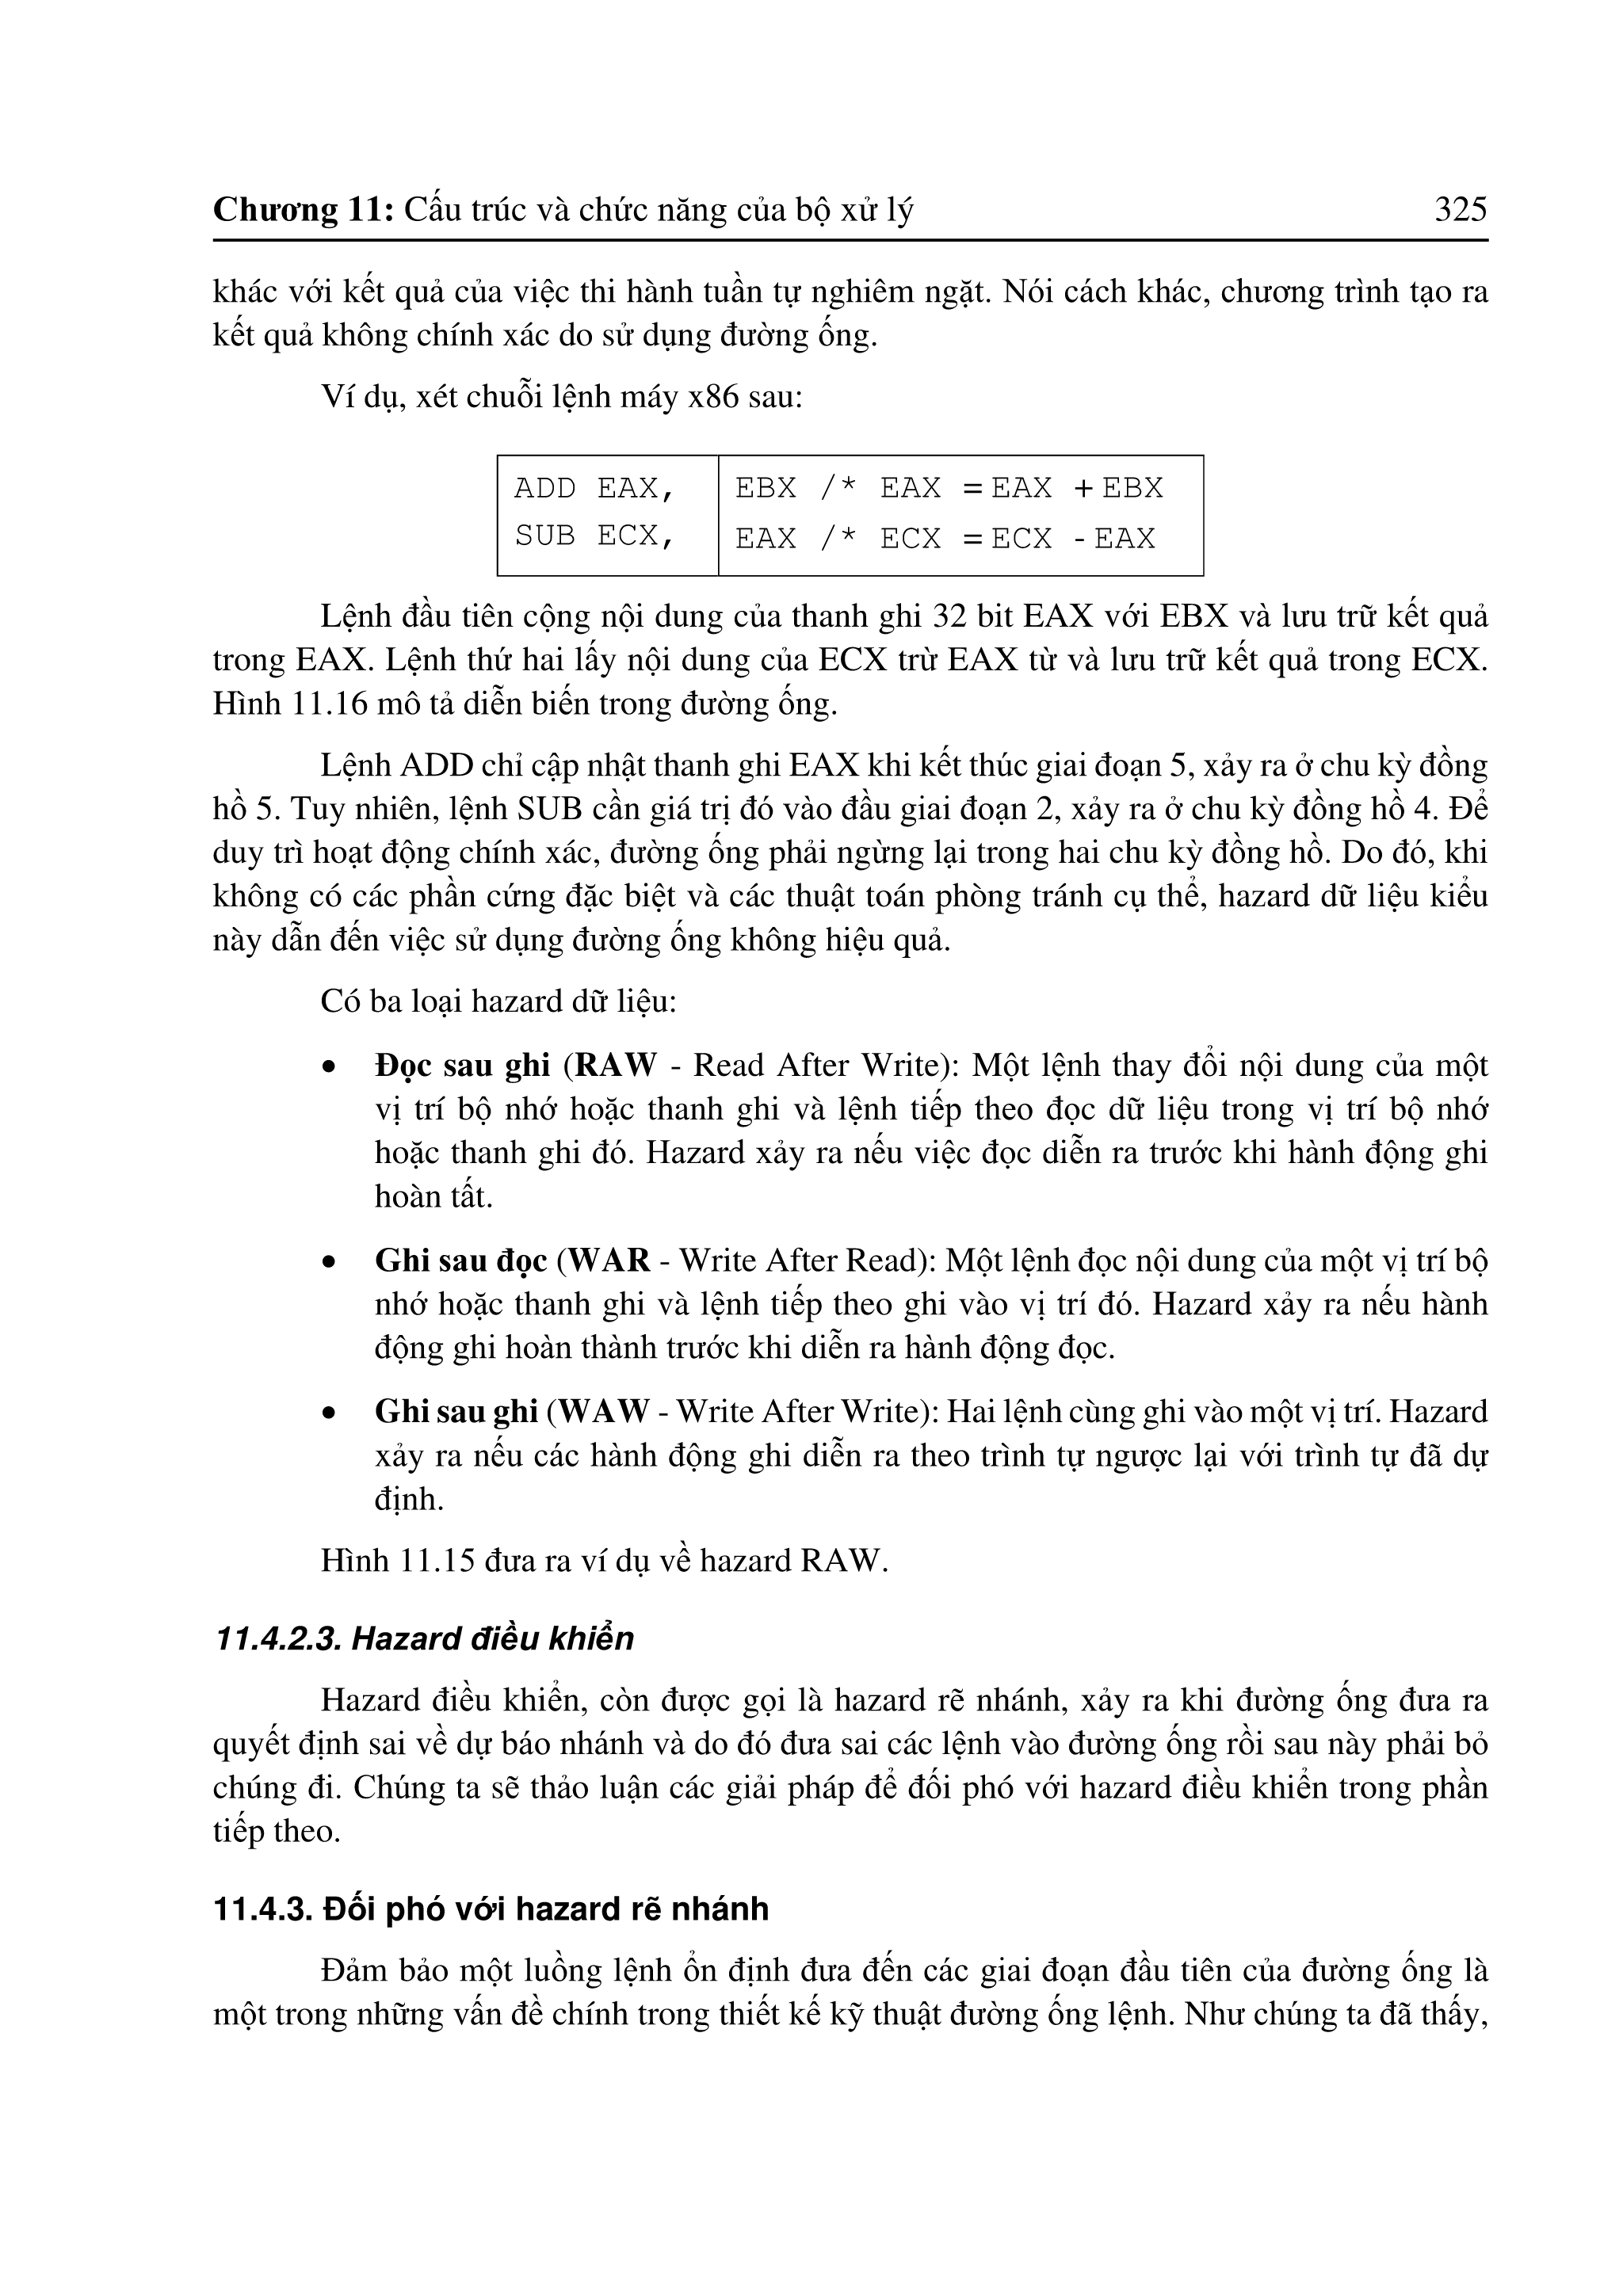 Chương 11: Cấu trúc và chức năng của bộ xử lý 325
khác với kết quả của việc thi hành tuần tự nghiêm ngặt. Nói cách khác, chương trình tạo ra
kết quả không chính xác do sử dụng đường ống.
Ví dụ, xét chuỗi lệnh máy x86 sau:
ADD EAX, EBX /* EAX = EAX + EBX
SUB ECX, EAX /* ECX = ECX - EAX
Lệnh đầu tiên cộng nội dung của thanh ghi 32 bit EAX với EBX và lưu trữ kết quả
trong EAX. Lệnh thứ hai lấy nội dung của ECX trừ EAX từ và lưu trữ kết quả trong ECX.
Hình 11.16 mô tả diễn biến trong đường ống.
Lệnh ADD chỉ cập nhật thanh ghi EAX khi kết thúc giai đoạn 5, xảy ra ở chu kỳ đồng
hồ 5. Tuy nhiên, lệnh SUB cần giá trị đó vào đầu giai đoạn 2, xảy ra ở chu kỳ đồng hồ 4. Để
duy trì hoạt động chính xác, đường ống phải ngừng lại trong hai chu kỳ đồng hồ. Do đó, khi
không có các phần cứng đặc biệt và các thuật toán phòng tránh cụ thể, hazard dữ liệu kiểu
này dẫn đến việc sử dụng đường ống không hiệu quả.
Có ba loại hazard dữ liệu:
• Đọc sau ghi (RAW - Read After Write): Một lệnh thay đổi nội dung của một
vị trí bộ nhớ hoặc thanh ghi và lệnh tiếp theo đọc dữ liệu trong vị trí bộ nhớ
hoặc thanh ghi đó. Hazard xảy ra nếu việc đọc diễn ra trước khi hành động ghi
hoàn tất.
• Ghi sau đọc (WAR - Write After Read): Một lệnh đọc nội dung của một vị trí bộ
nhớ hoặc thanh ghi và lệnh tiếp theo ghi vào vị trí đó. Hazard xảy ra nếu hành
động ghi hoàn thành trước khi diễn ra hành động đọc.
• Ghi sau ghi (WAW - Write After Write): Hai lệnh cùng ghi vào một vị trí. Hazard
xảy ra nếu các hành động ghi diễn ra theo trình tự ngược lại với trình tự đã dự
định.
Hình 11.15 đưa ra ví dụ về hazard RAW.
11.4.2.3. Hazard điều khiển
Hazard điều khiển, còn được gọi là hazard rẽ nhánh, xảy ra khi đường ống đưa ra
quyết định sai về dự báo nhánh và do đó đưa sai các lệnh vào đường ống rồi sau này phải bỏ
chúng đi. Chúng ta sẽ thảo luận các giải pháp để đối phó với hazard điều khiển trong phần
tiếp theo.
11.4.3. Đối phó với hazard rẽ nhánh
Đảm bảo một luồng lệnh ổn định đưa đến các giai đoạn đầu tiên của đường ống là
một trong những vấn đề chính trong thiết kế kỹ thuật đường ống lệnh. Như chúng ta đã thấy,